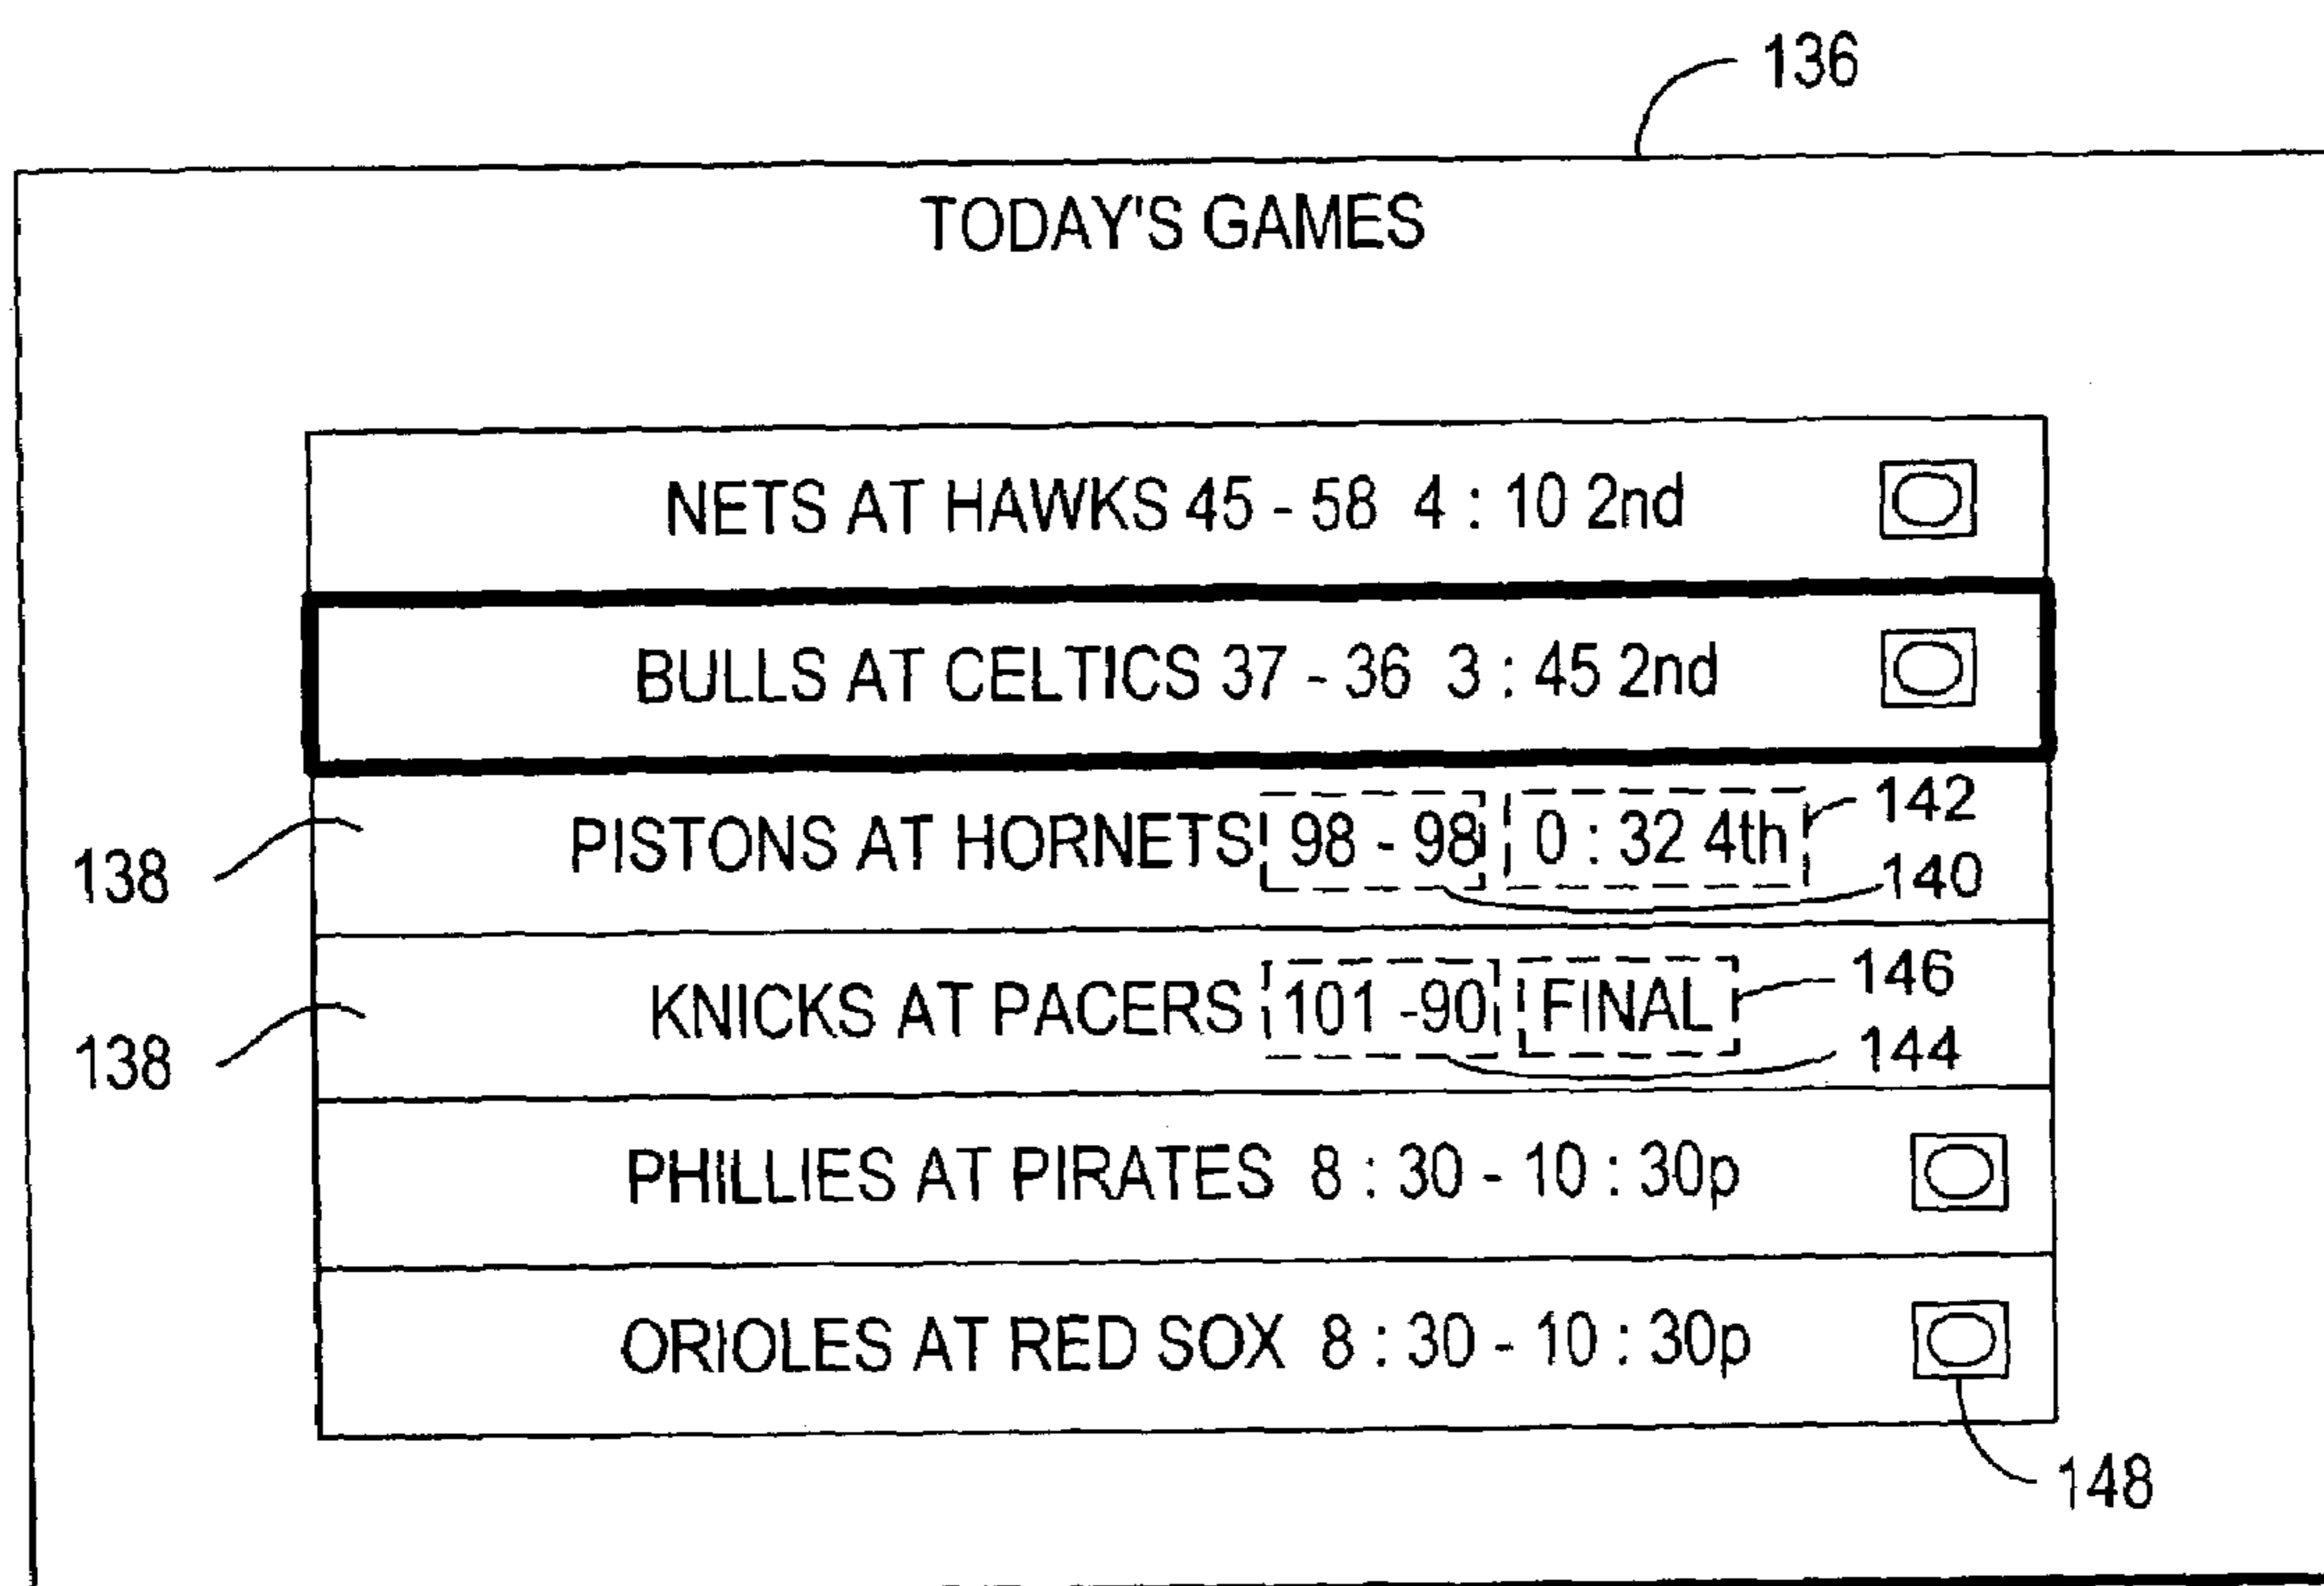 136
TODAY'S GAMES
NETS AT HAWKS 45 - 58 4 : 10 2nd
BULLS AT CELTICS 37 - 36 3 : 45 2nd
PISTONS AT HORNETS 98 - 98 0 : 32 4th 142
138 140
KNICKS AT PACERS 101 -90 FINAL 146
138 144
PHILLIES AT PIRATES 8 : 30 - 10 : 30p
ORIOLES AT RED SOX 8 : 30 - 10 : 30p
148